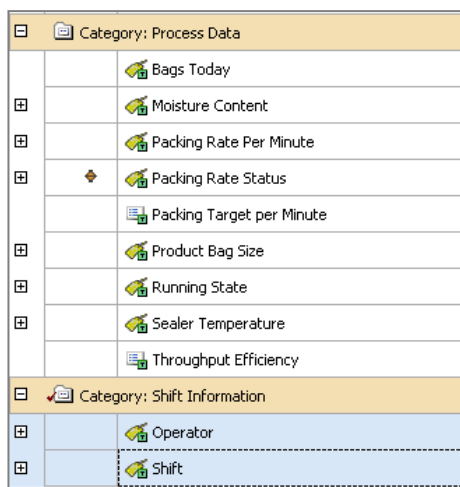 Category: Process Data
Bags Today
Moisture Content
Packing Rate Per Minute
Packing Rate Status
Packing Target per Minute
Product Bag Size
Running State
Sealer Temperature
Throughput Efficiency
Category: Shift Information
Operator
Shift